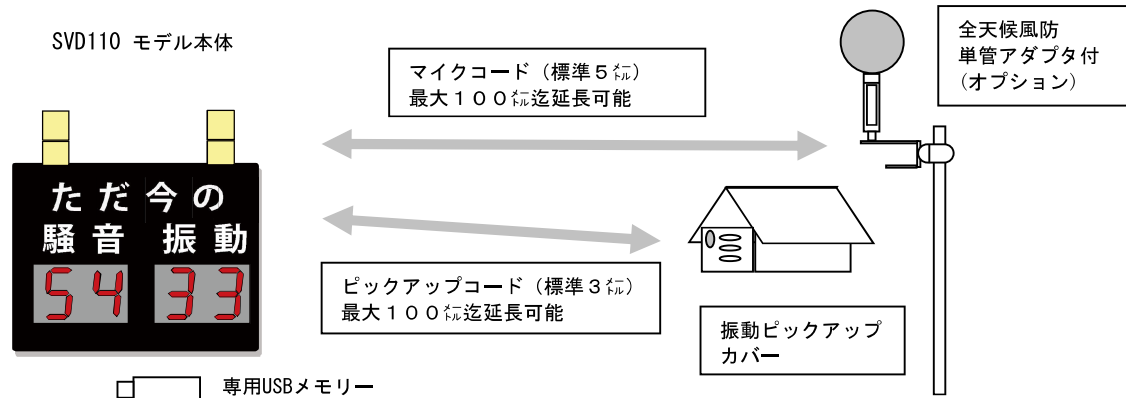 SVD110 モデル本体
マイクコード（標準５㍍）
最大１００㍍迄延長可能
全天候風防
単管アダプタ付
(オプション)
ただ今の
騒音 振動
54 33
ピックアップコード（標準３㍍）
最大１００㍍迄延長可能
振動ピックアップ
カバー
専用USBメモリー